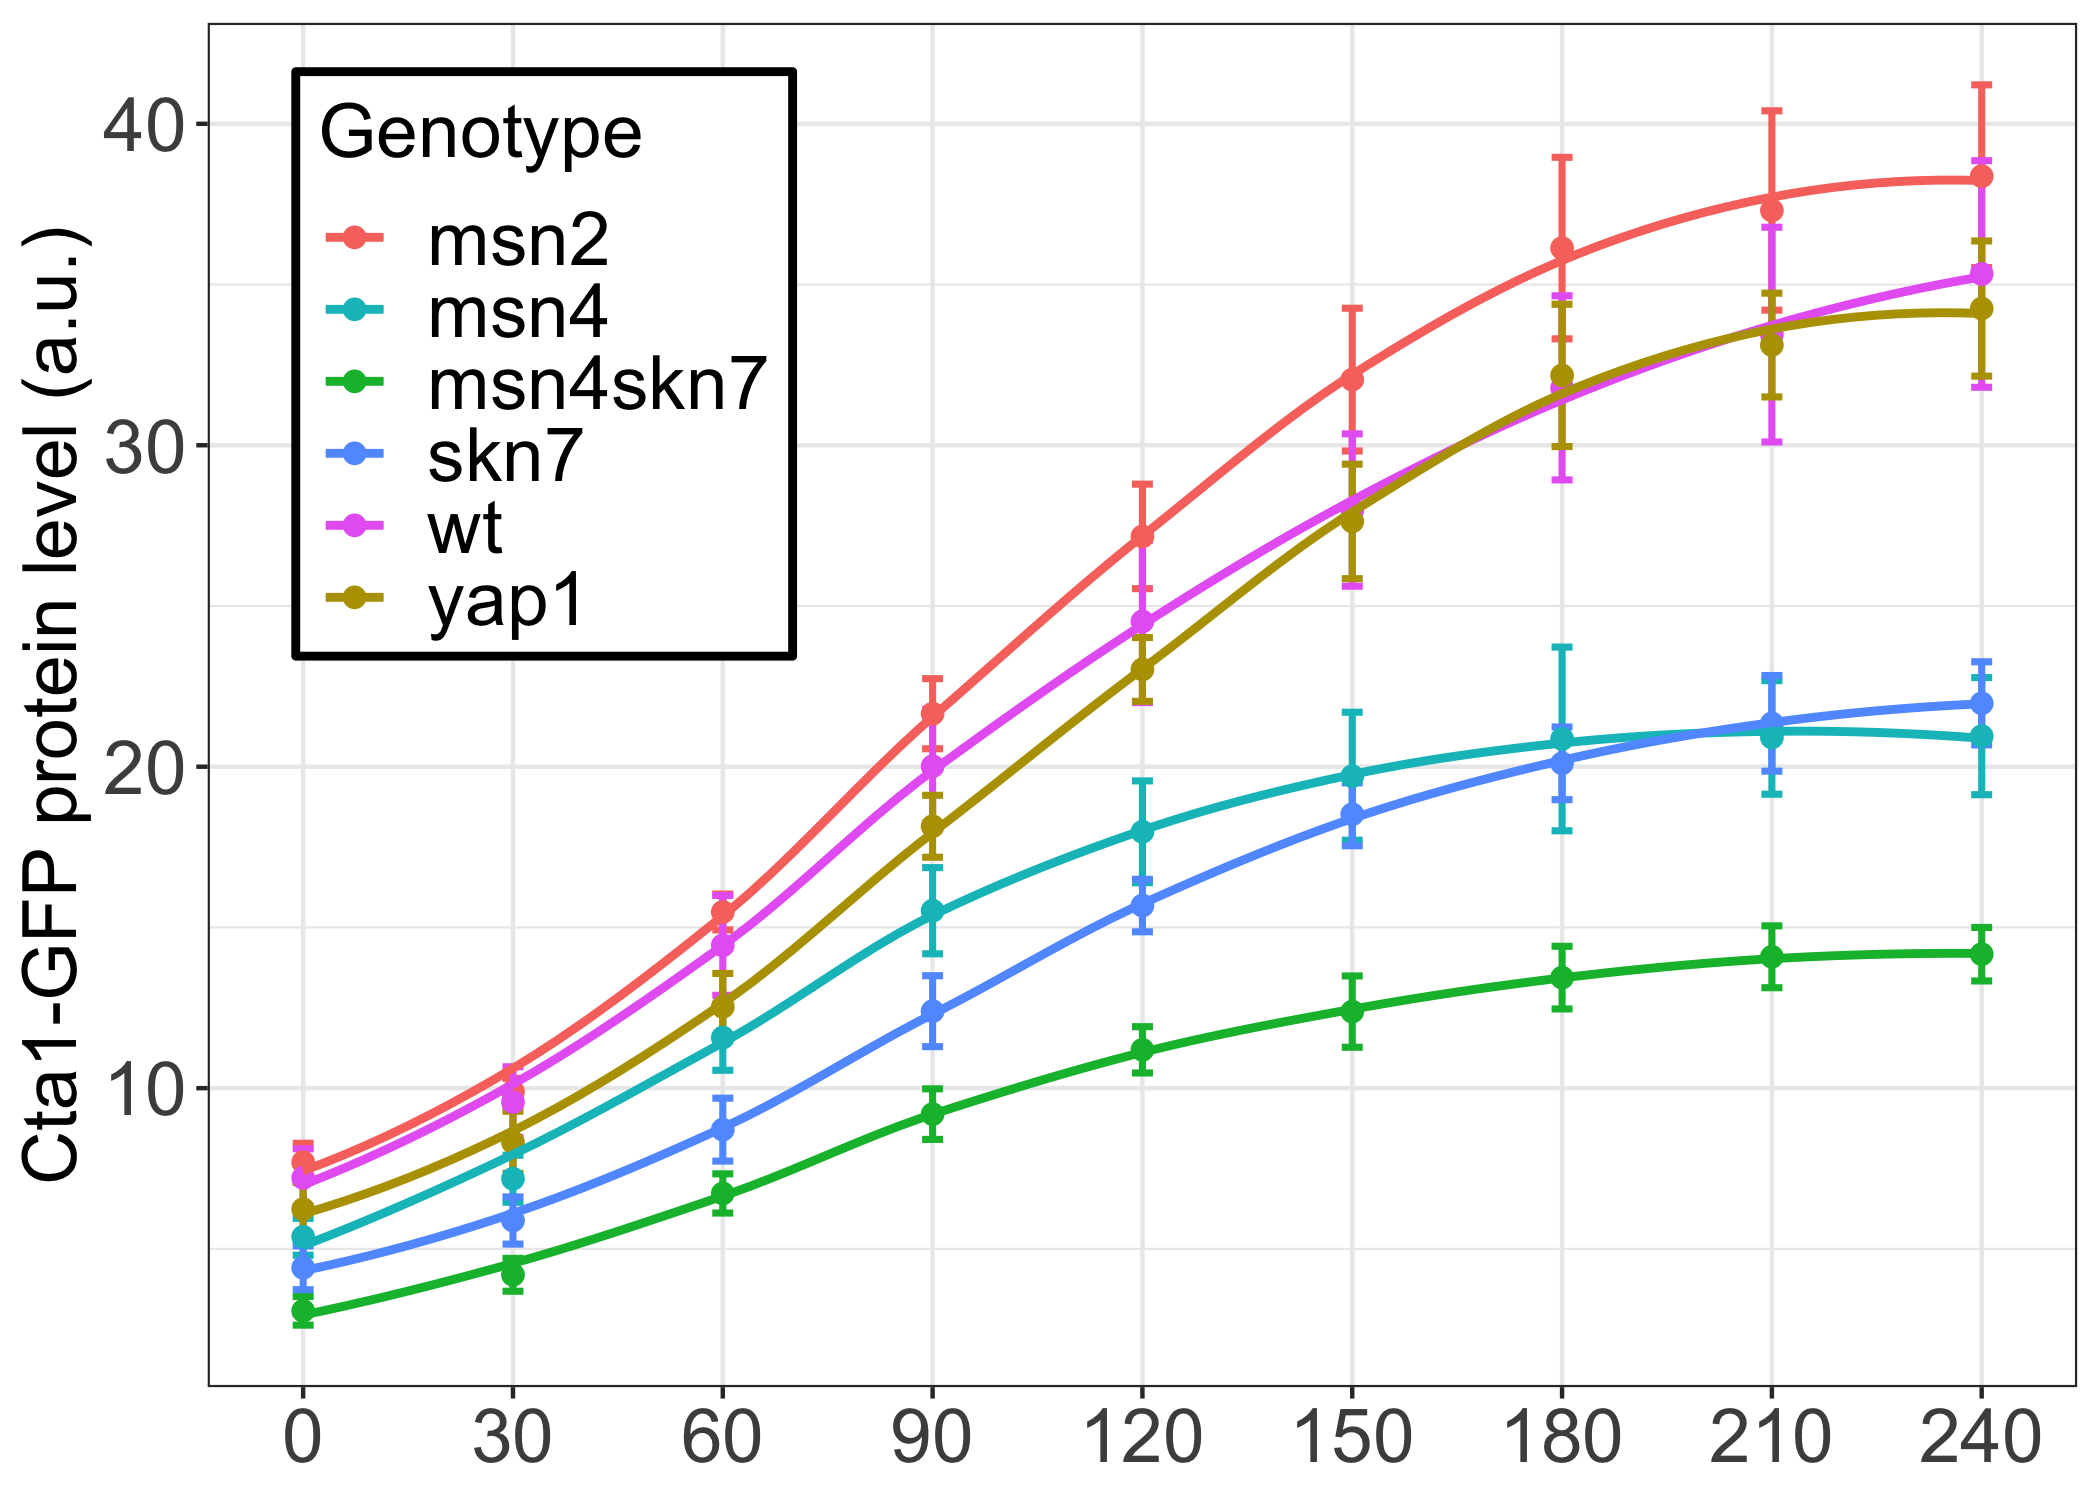 Cta1-GFP protein level (a.u.)
40
30
20
10
Genotype
msn2
msn4
msn4skn7
skn7
wt
yap1
0 30 60 90 120 150 180 210 240